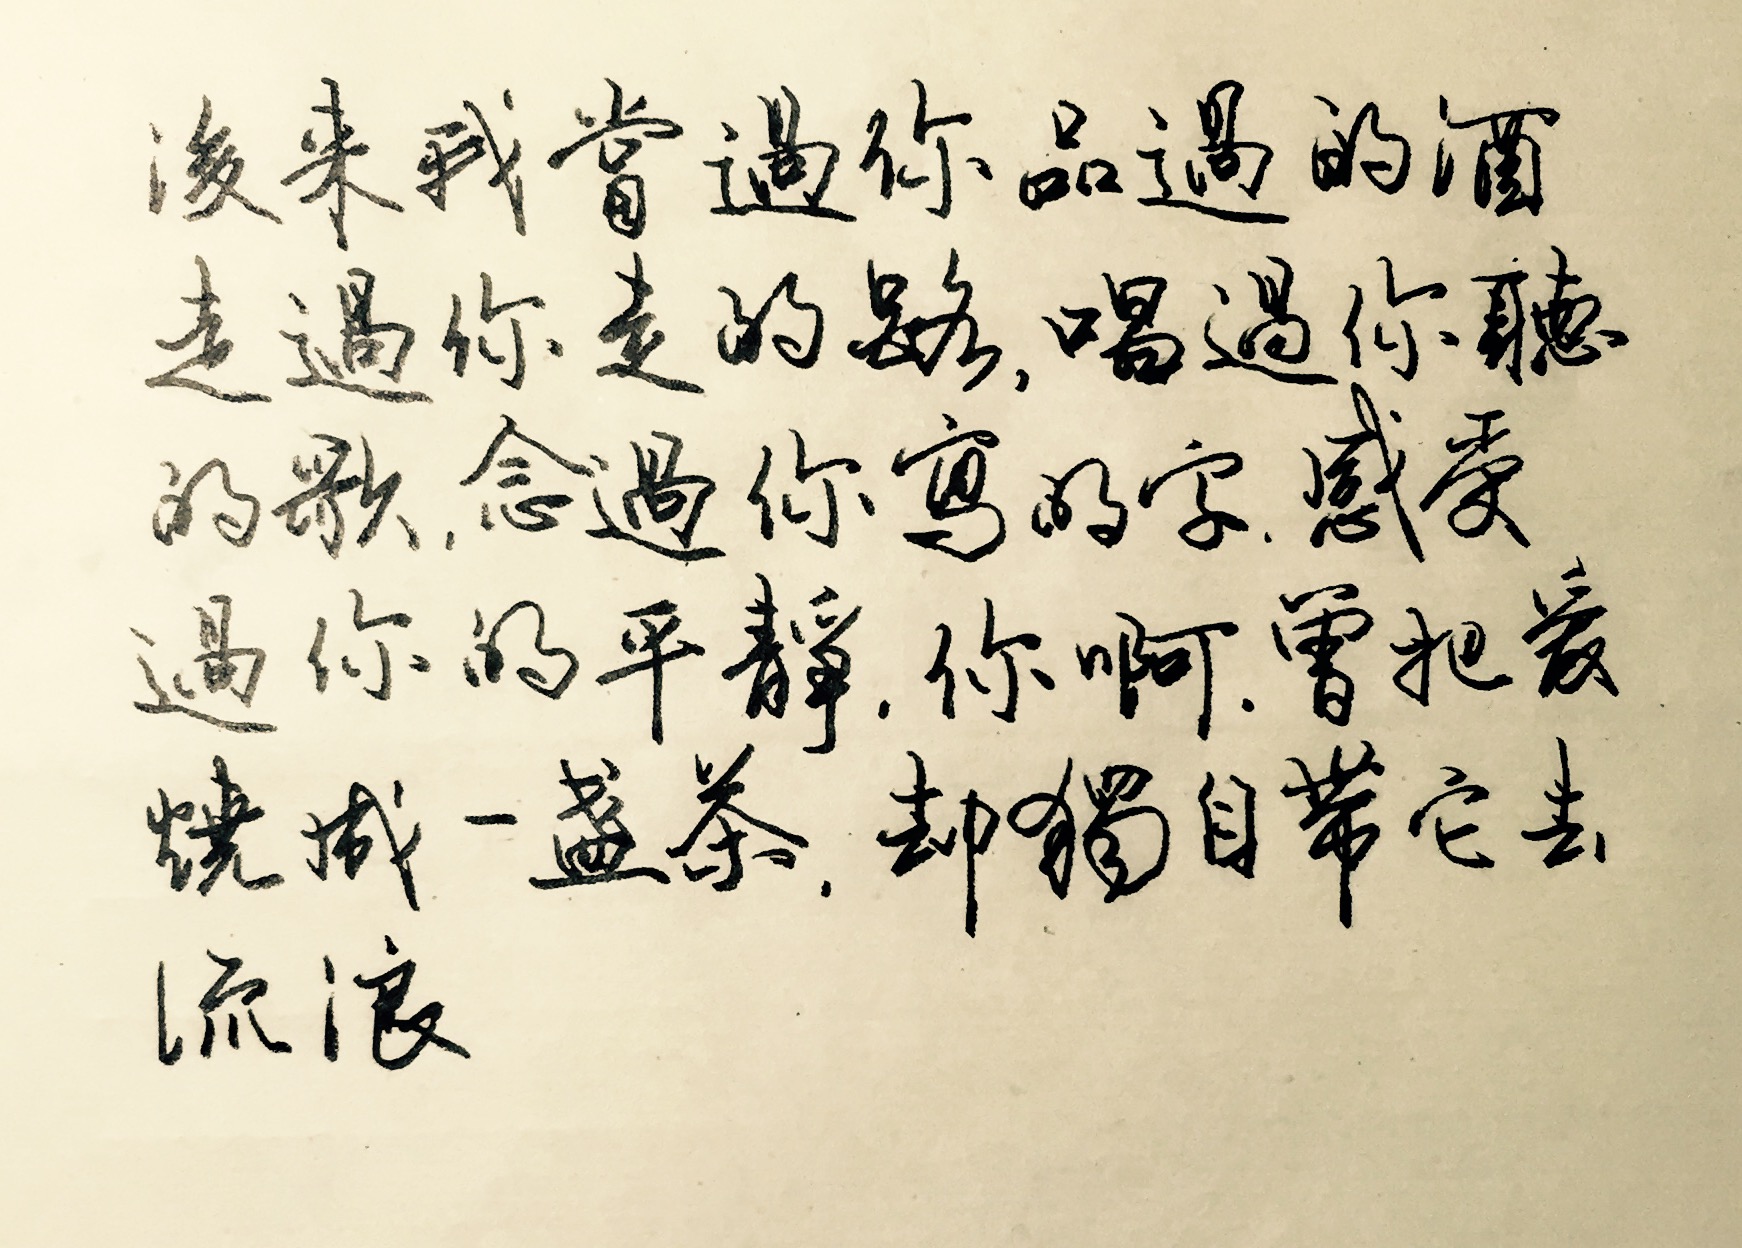 後来我當過你品過的酒
走過你走的路,唱過你聽
的歌,念過你寫的字.感受
過你的平靜,你啊.曾把爱
燒成一盞茶,却獨自帶它去
流浪